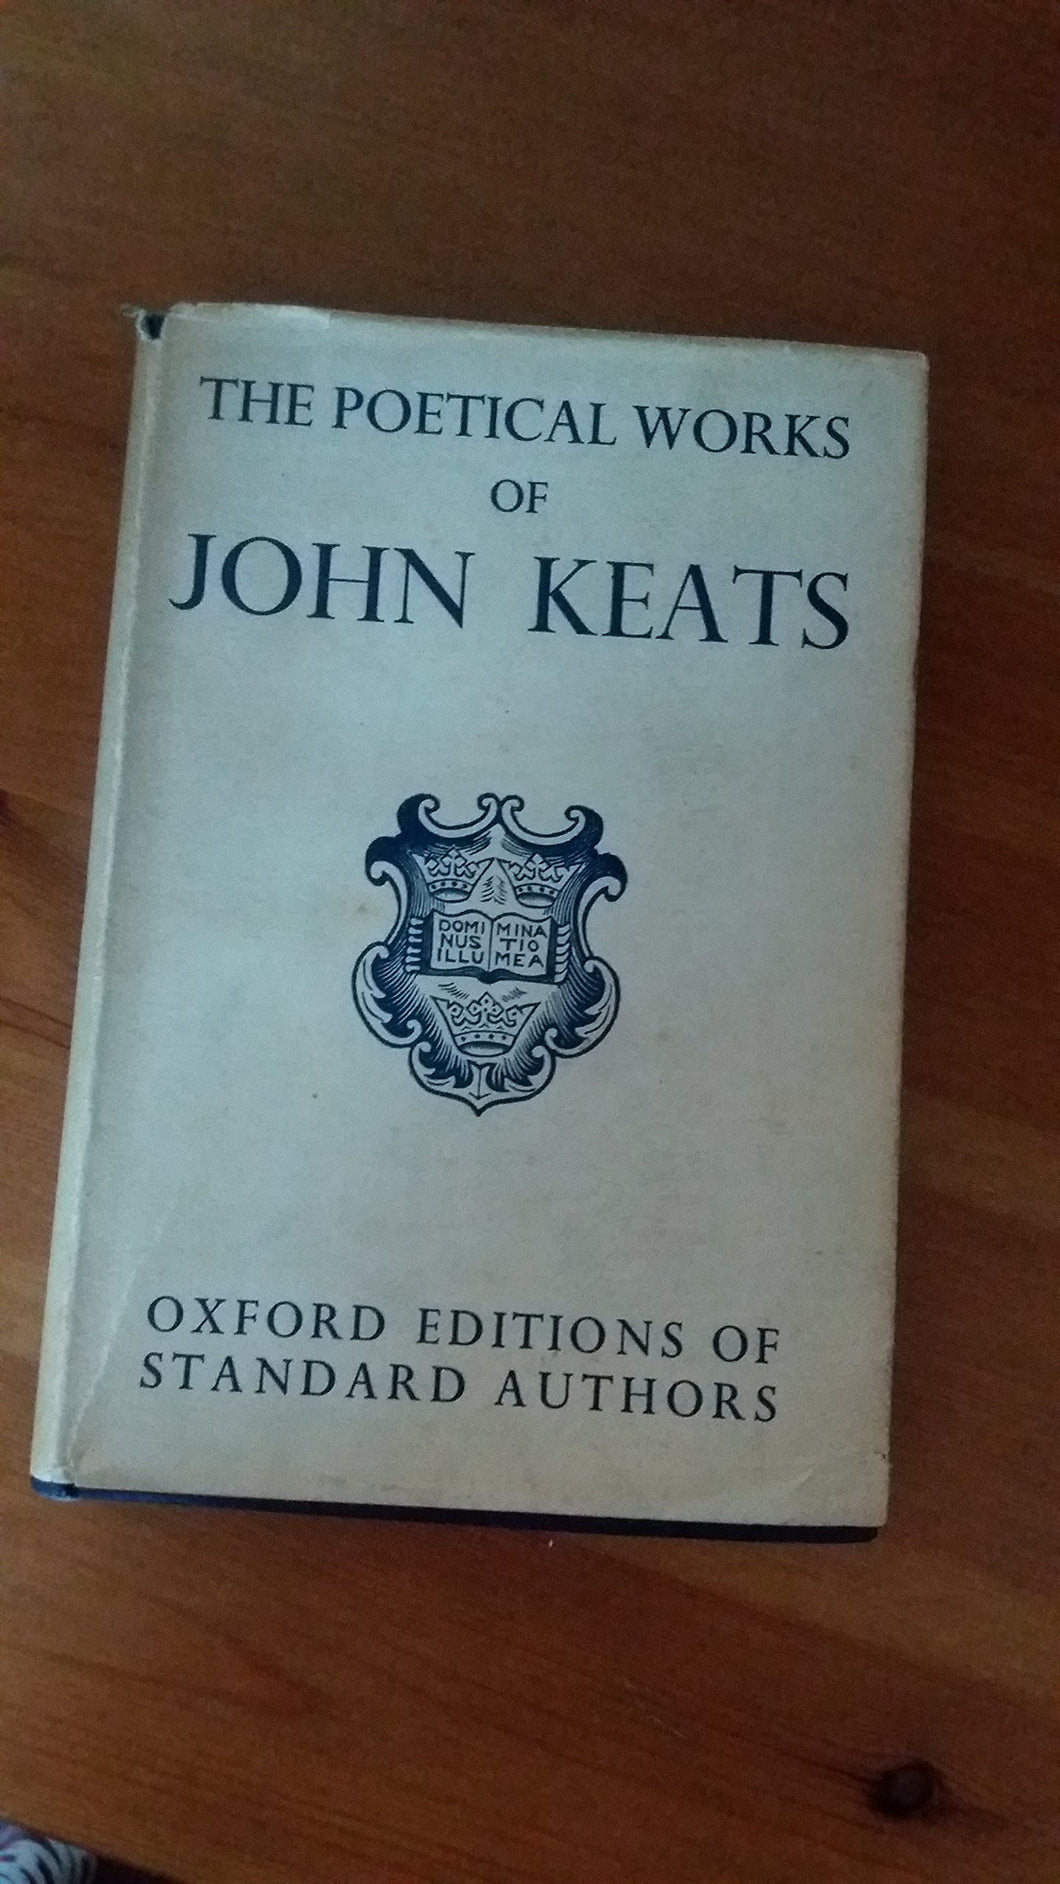 THE POETICAL WORKS
OF
JOHN KEATS
DOMI MINA
NUS TIO
ILLU MEA
OXFORD EDITIONS OF
STANDARD AUTHORS